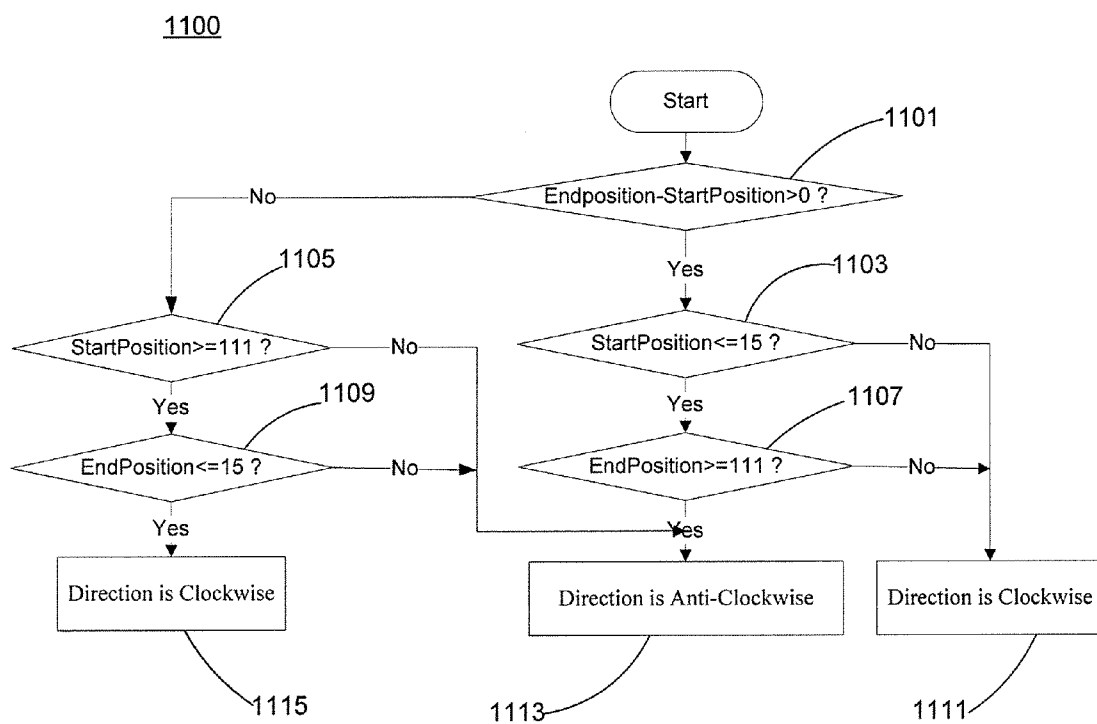 1100
Start
1101
Endposition-StartPosition>0 ?
No
Yes
1105
1103
StartPosition>=111 ?
No
StartPosition<=15 ?
No
Yes
1109
Yes
1107
EndPosition<=15 ?
No
EndPosition>=111 ?
No
Yes
Yes
Direction is Clockwise
Direction is Anti-Clockwise
Direction is Clockwise
1115
1113
1111